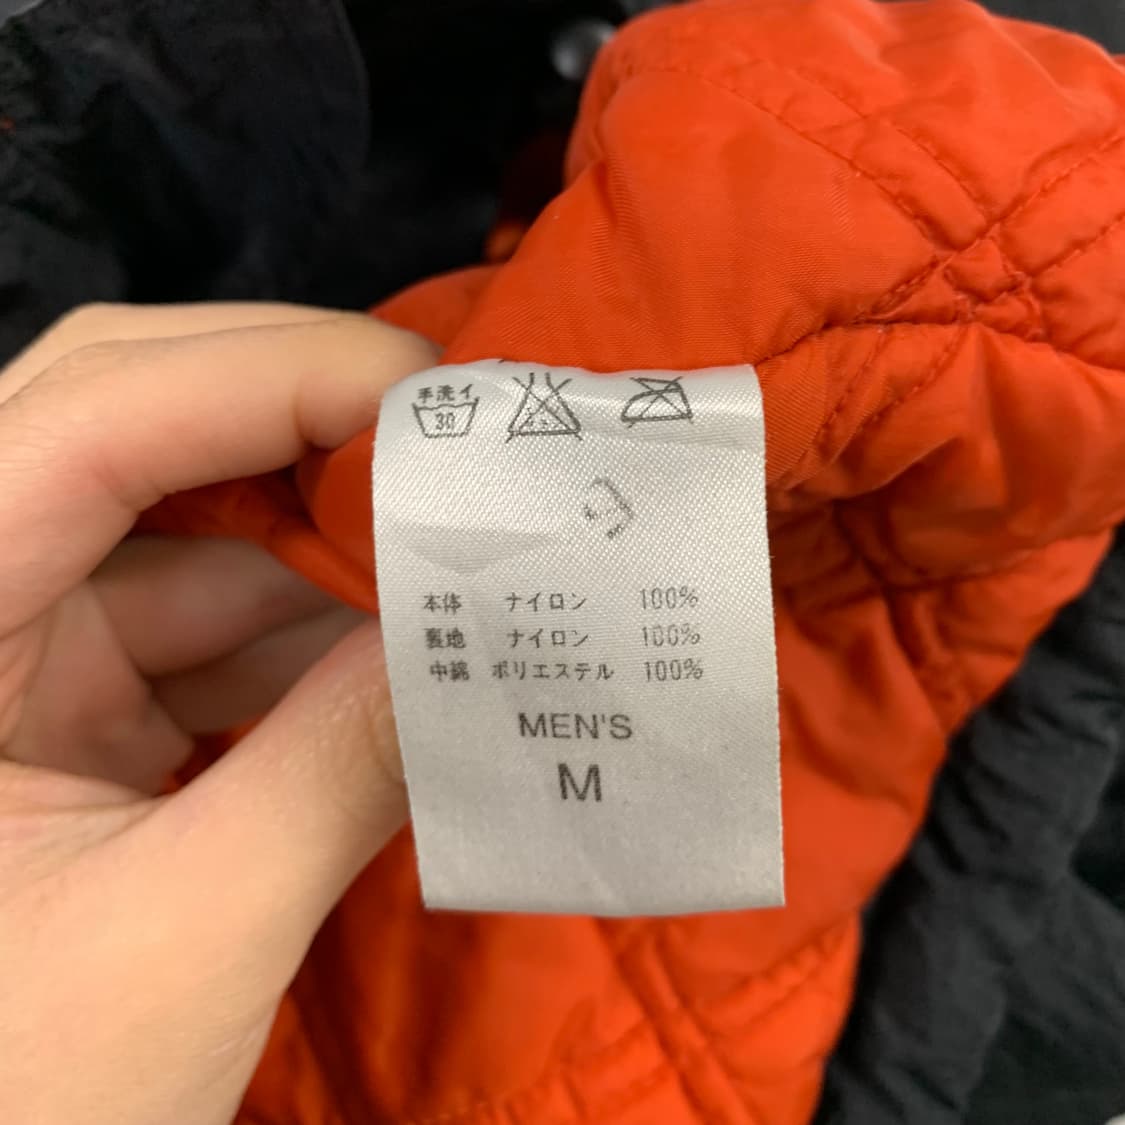 手洗イ
30
本体 ナイロン 100%
裏地 ナイロン 100%
中綿 ポリエステル 100%
MEN'S
M